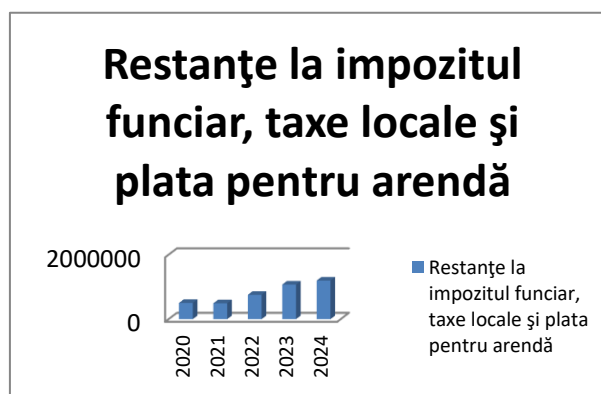 Restanţe la impozitul
funciar, taxe locale şi
plata pentru arendă
2000000
0
2020
2021
2022
2023
2024
Restanţe la
impozitul funciar,
taxe locale şi plata
pentru arendă